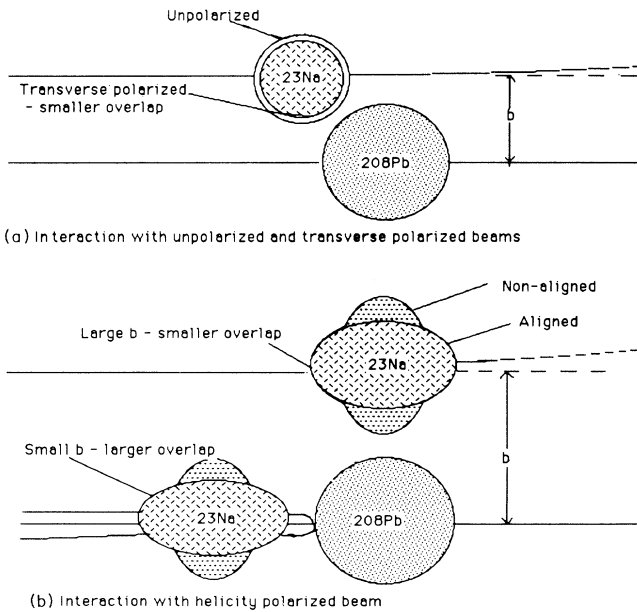 Unpolarized
23Na
Transverse polarized
- smaller overlap
b
208Pb
(a) Interaction with unpolarized and transverse polarized beams
Non-aligned
Large b - smaller overlap
Aligned
23Na
Small b - larger overlap
b
23Na
208Pb
(b) Interaction with helicity polarized beam